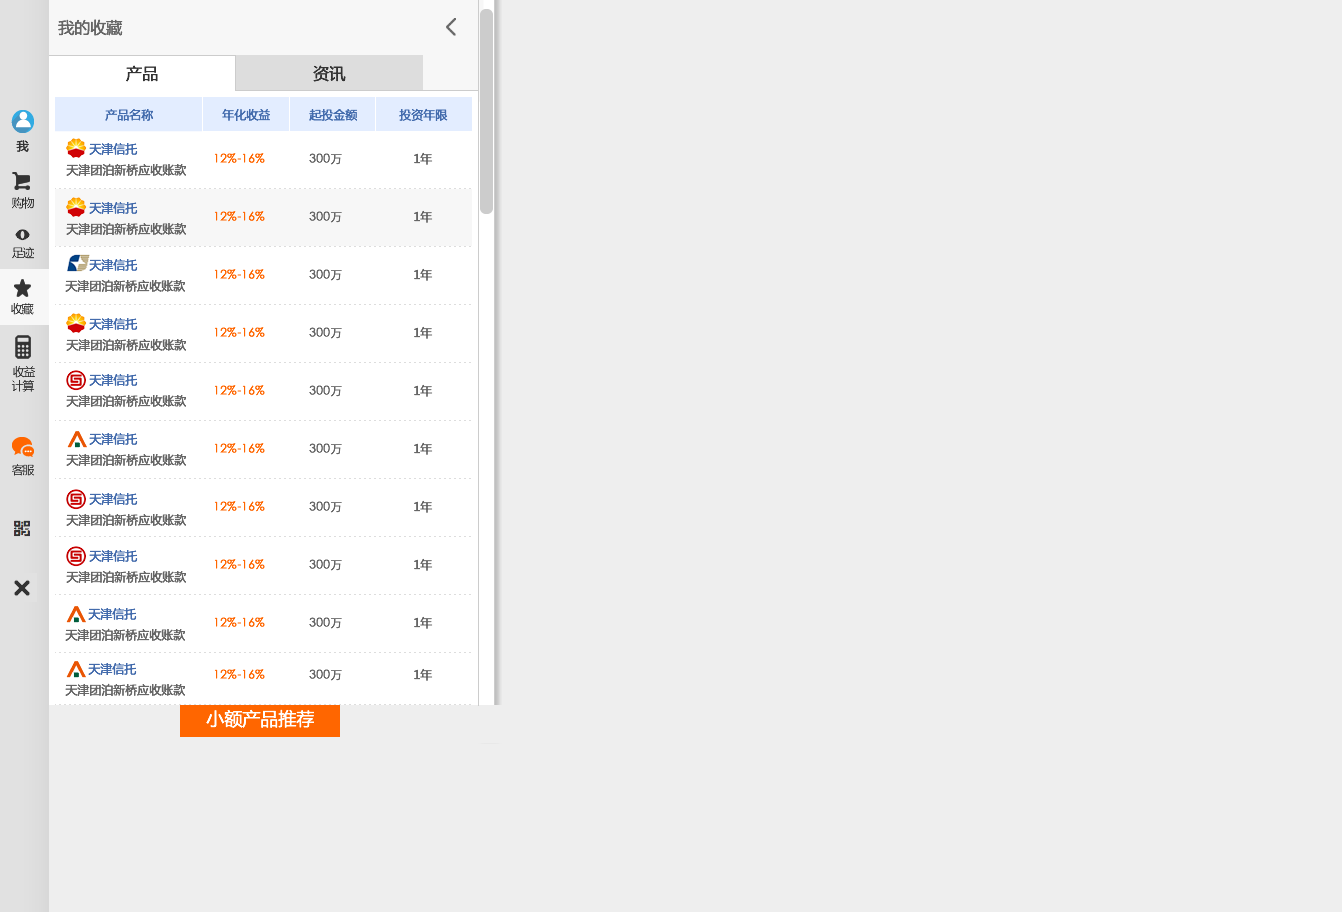 我的收藏
产品 资讯
产品名称 年化收益 起投金额 投资年限
天津信托
天津团泊新桥应收账款 12%-16% 300万 1年
天津信托
天津团泊新桥应收账款 12%-16% 300万 1年
天津信托
天津团泊新桥应收账款 12%-16% 300万 1年
天津信托
天津团泊新桥应收账款 12%-16% 300万 1年
天津信托
天津团泊新桥应收账款 12%-16% 300万 1年
天津信托
天津团泊新桥应收账款 12%-16% 300万 1年
天津信托
天津团泊新桥应收账款 12%-16% 300万 1年
天津信托
天津团泊新桥应收账款 12%-16% 300万 1年
天津信托
天津团泊新桥应收账款 12%-16% 300万 1年
天津信托
天津团泊新桥应收账款 12%-16% 300万 1年
小额产品推荐
我
购物
足迹
收藏
收益
计算
客服